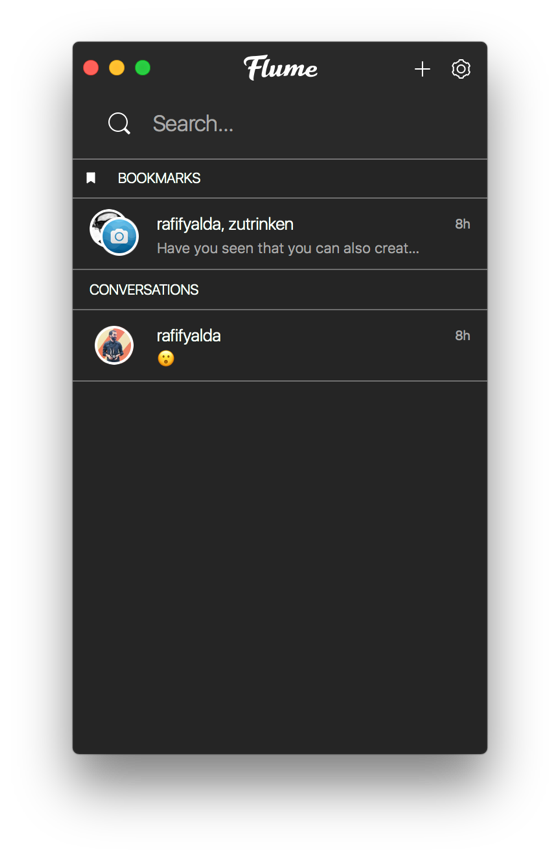 Flume
Search...
BOOKMARKS
rafifyalda, zutrinken 8h
Have you seen that you can also creat...
CONVERSATIONS
rafifyalda 8h
😮